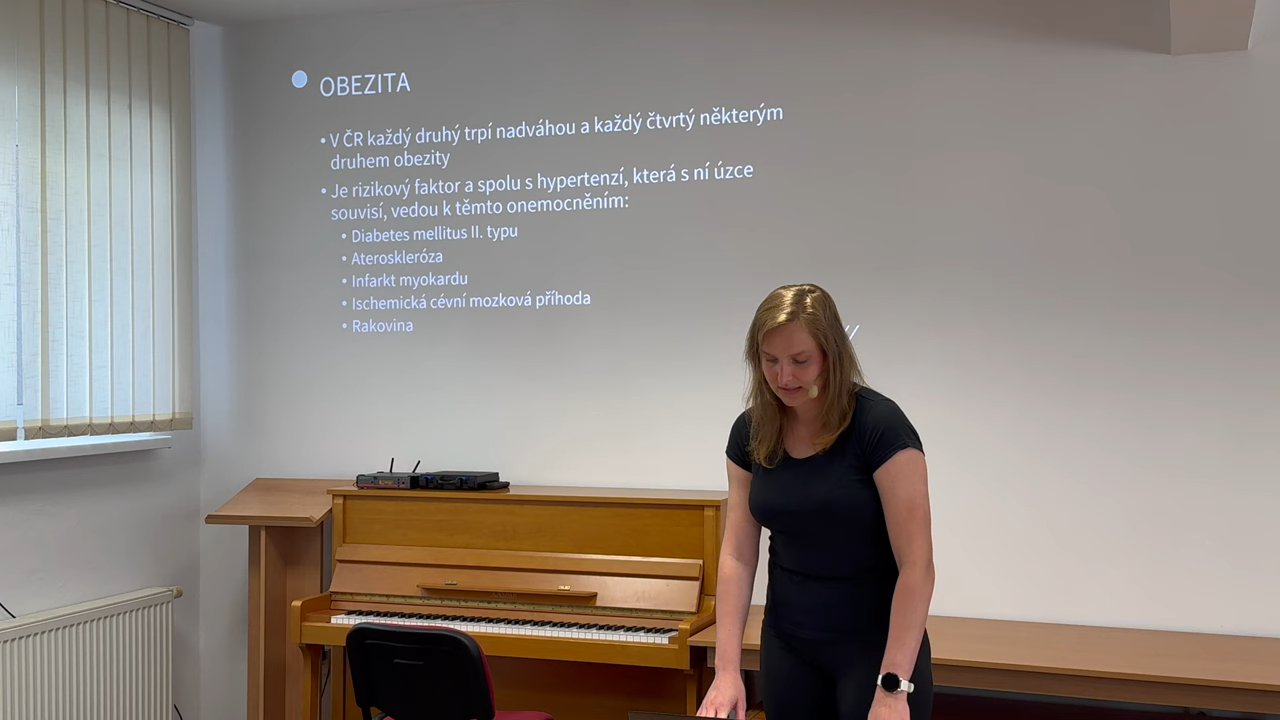 OBEZITA
• V ČR každý druhý trpí nadváhou a každý čtvrtý některým
druhem obezity
• Je rizikový faktor a spolu s hypertenzí, která s ní úzce
souvisí, vedou k těmto onemocněním:
• Diabetes mellitus II. typu
• Ateroskleróza
• Infarkt myokardu
• Ischemická cévní mozková příhoda
• Rakovina